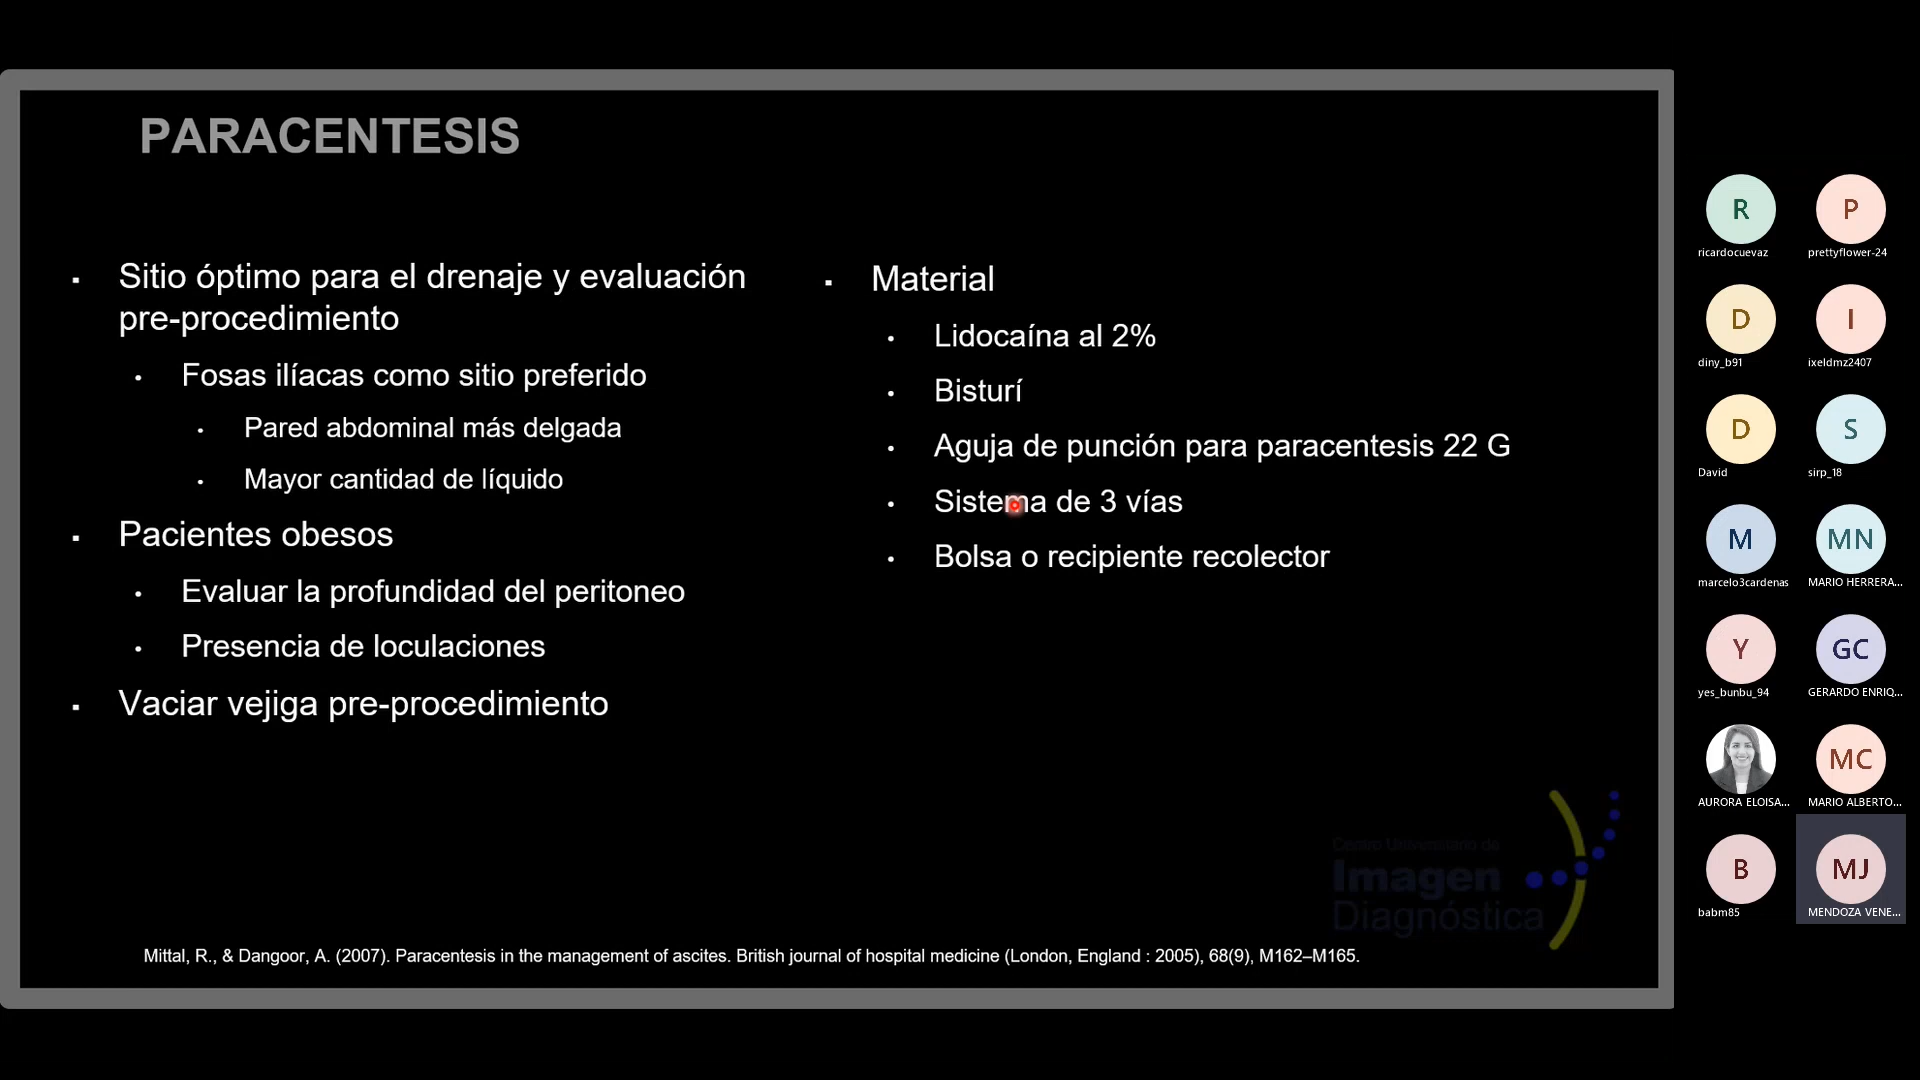 PARACENTESIS
Sitio óptimo para el drenaje y evaluación
pre-procedimiento
Fosas ilíacas como sitio preferido
Pared abdominal más delgada
Mayor cantidad de líquido
Pacientes obesos
Evaluar la profundidad del peritoneo
Presencia de loculaciones
Vaciar vejiga pre-procedimiento
Material
Lidocaína al 2%
Bisturí
Aguja de punción para paracentesis 22 G
Sistema de 3 vías
Bolsa o recipiente recolector
Centro Universitario de
Imagen
Diagnóstica
Mittal, R., & Dangoor, A. (2007). Paracentesis in the management of ascites. British journal of hospital medicine (London, England : 2005), 68(9), M162–M165.
R
P
ricardocuevaz
prettyflower-24
D
I
diny_b91
ixeldmz2407
D
S
David
sirp_18
M
MN
marcelo3cardenas
MARIO HERRERA...
Y
GC
yes_bunbu_94
GERARDO ENRIQ...
MC
AURORA ELOISA...
MARIO ALBERTO...
B
MJ
babm85
MENDOZA VENE...